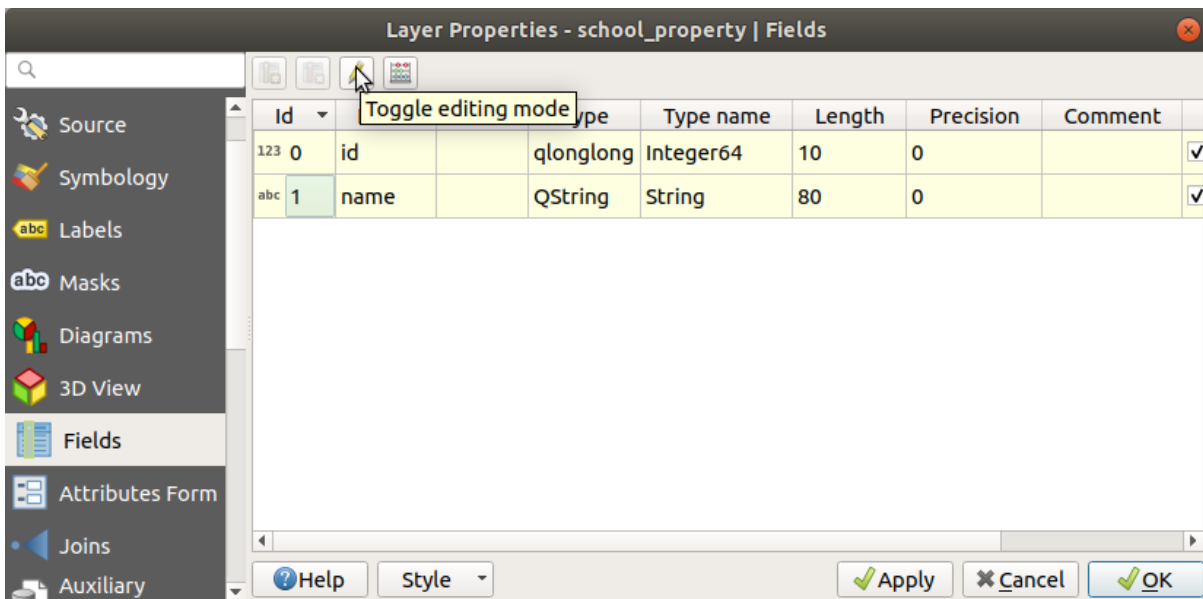 Layer Properties - school_property | Fields
Toggle editing mode
Id Type name Length Precision Comment
123 0 id qlonglong Integer64 10 0
abc 1 name QString String 80 0
Source
Symbology
abc Labels
abc Masks
Diagrams
3D View
Fields
Attributes Form
Joins
Auxiliary
Help Style Apply Cancel OK